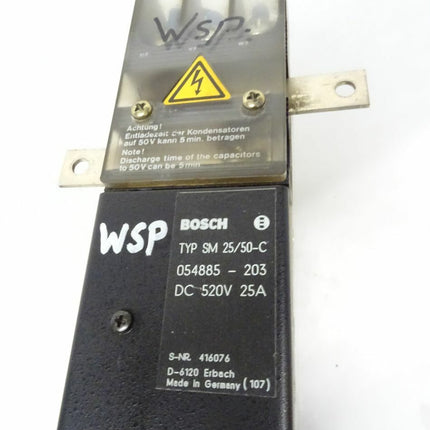 WSP.
Achtung!
Entladezeit der Kondensatoren
auf 50V kann 5 min. betragen
Note!
Discharge time of the capacitors
to 50V can be 5 min.
WSP
BOSCH
TYP SM 25/50-C
054885 - 203
DC 520V 25A
S-NR. 416076
D-6120 Erbach
Made in Germany (107)